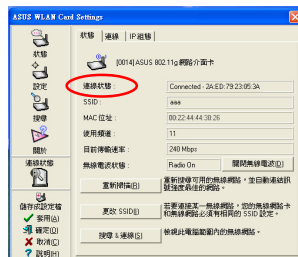 ASUS WLAN Card Settings
狀態
設定
搜尋
關於
連線狀態
儲存成設定檔
套用(A)
確定(O)
取消(C)
說明(H)
狀態 連線 IP 組態
[0014] ASUS 802.11g 網路介面卡
連線狀態：
Connected - 2A:ED:79:23:05:3A
SSID：
aaa
MAC 位址：
00:22:44:44:30:26
使用頻道：
11
目前傳輸速率：
240 Mbps
無線電波狀態：
Radio On
關閉無線電波(D)
重新掃描(R)
重新搜尋可用的無線網路，並自動連結訊
號強度最佳的網路。
更改 SSID(I)
若要連接某一無線網路，您的無線網路卡
和無線網路必須有相同的 SSID 設定。
搜尋 & 連線(S)
檢視此電腦範圍內的無線網路。